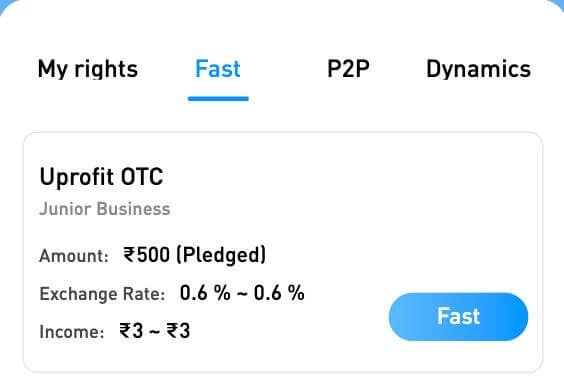 My rights Fast P2P Dynamics
Uprofit OTC
Junior Business
Amount: ₹500 (Pledged)
Exchange Rate: 0.6 % ~ 0.6 %
Income: ₹3 ~ ₹3
Fast